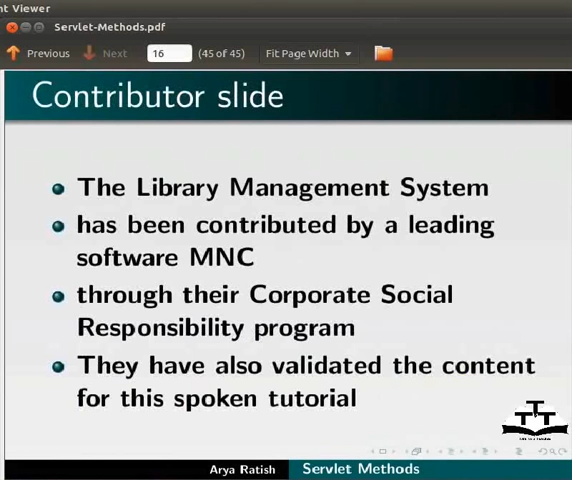 nt Viewer
Servlet-Methods.pdf
Previous Next 16 (45 of 45) Fit Page Width
Contributor slide
The Library Management System
has been contributed by a leading
software MNC
through their Corporate Social
Responsibility program
They have also validated the content
for this spoken tutorial
TTT
Arya Ratish Servlet Methods